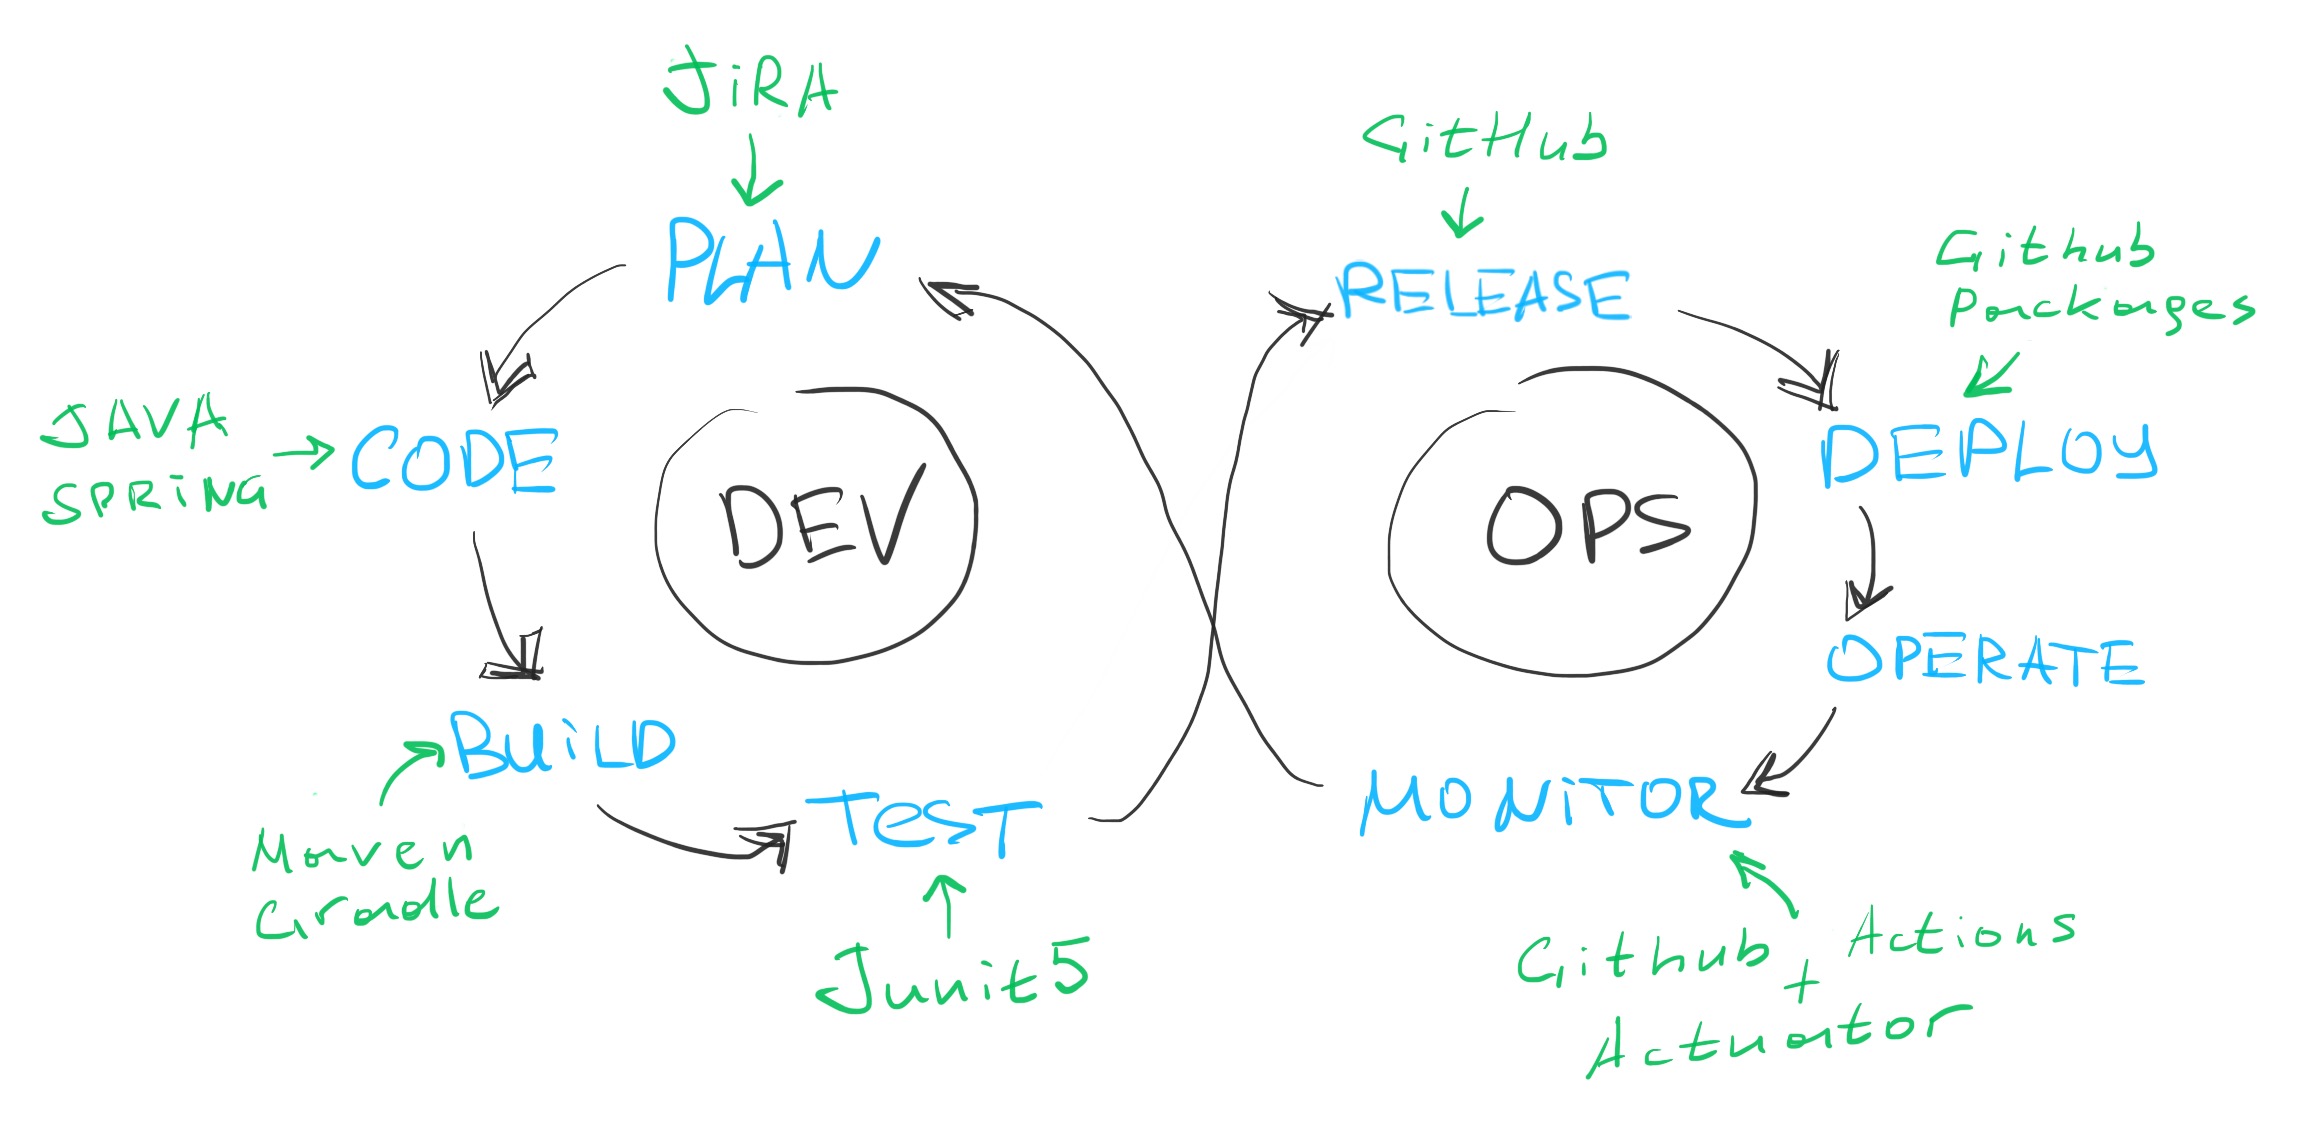 JiRA
GitHub
PLAN
RELEASE
Github
Packages
JAVA
SPRiNG
CODE
DEV
OPS
DEPLOY
OPERATE
BUiLD
TeST
MONiTOR
Maven
Gradle
Junit5
Github Actions
+
Actuator